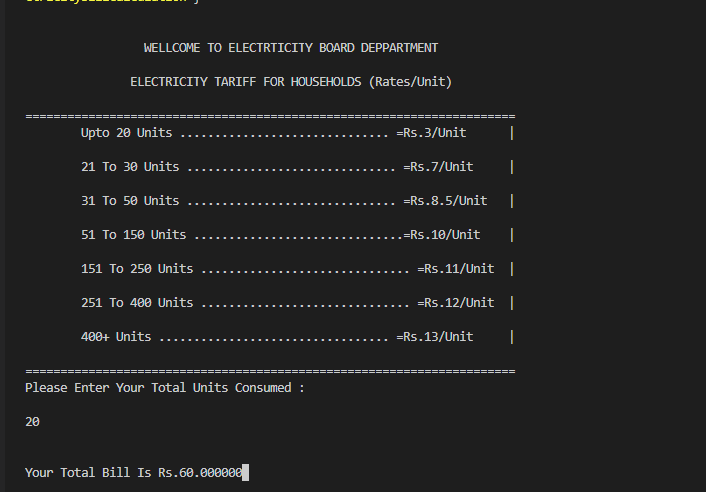 WELLCOME TO ELECTRTICITY BOARD DEPPARTMENT
ELECTRICITY TARIFF FOR HOUSEHOLDS (Rates/Unit)
======================================================================
Upto 20 Units .............................. =Rs.3/Unit |
21 To 30 Units .............................. =Rs.7/Unit |
31 To 50 Units .............................. =Rs.8.5/Unit |
51 To 150 Units ..............................=Rs.10/Unit |
151 To 250 Units .............................. =Rs.11/Unit |
251 To 400 Units .............................. =Rs.12/Unit |
400+ Units ................................. =Rs.13/Unit |
======================================================================
Please Enter Your Total Units Consumed :
20
Your Total Bill Is Rs.60.000000